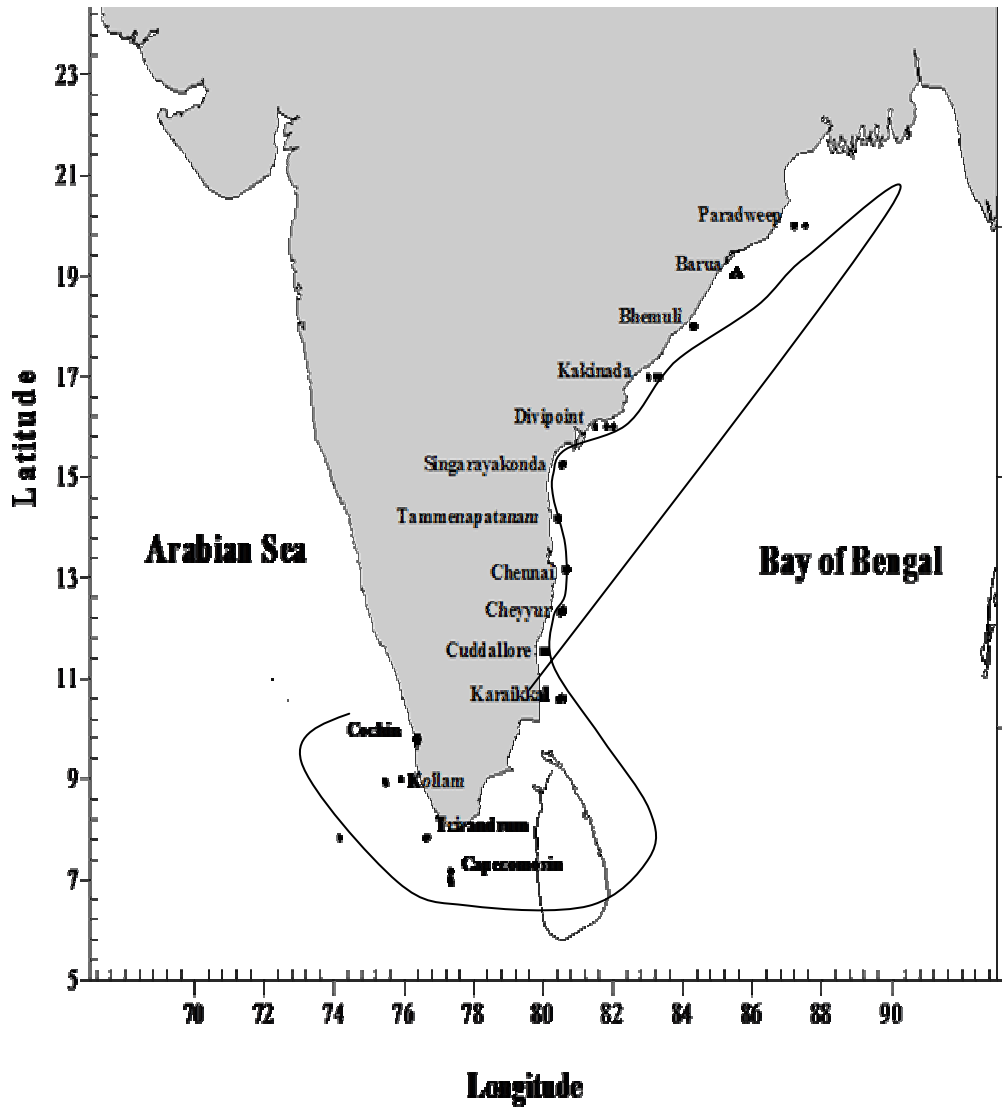 23
21
Paradweep
Barua
19
Bhemuli
17
Kakinada
Divipoint
Singarayakonda
15
Tammenapatanam
Arabian Sea
Bay of Bengal
13
Chennai
Cheyyur
Cuddallore
11
Karaikkal
Cochin
9
Kollam
Trivandrum
Capecomorin
7
5
70 72 74 76 78 80 82 84 86 88 90
Latitude
Longitude